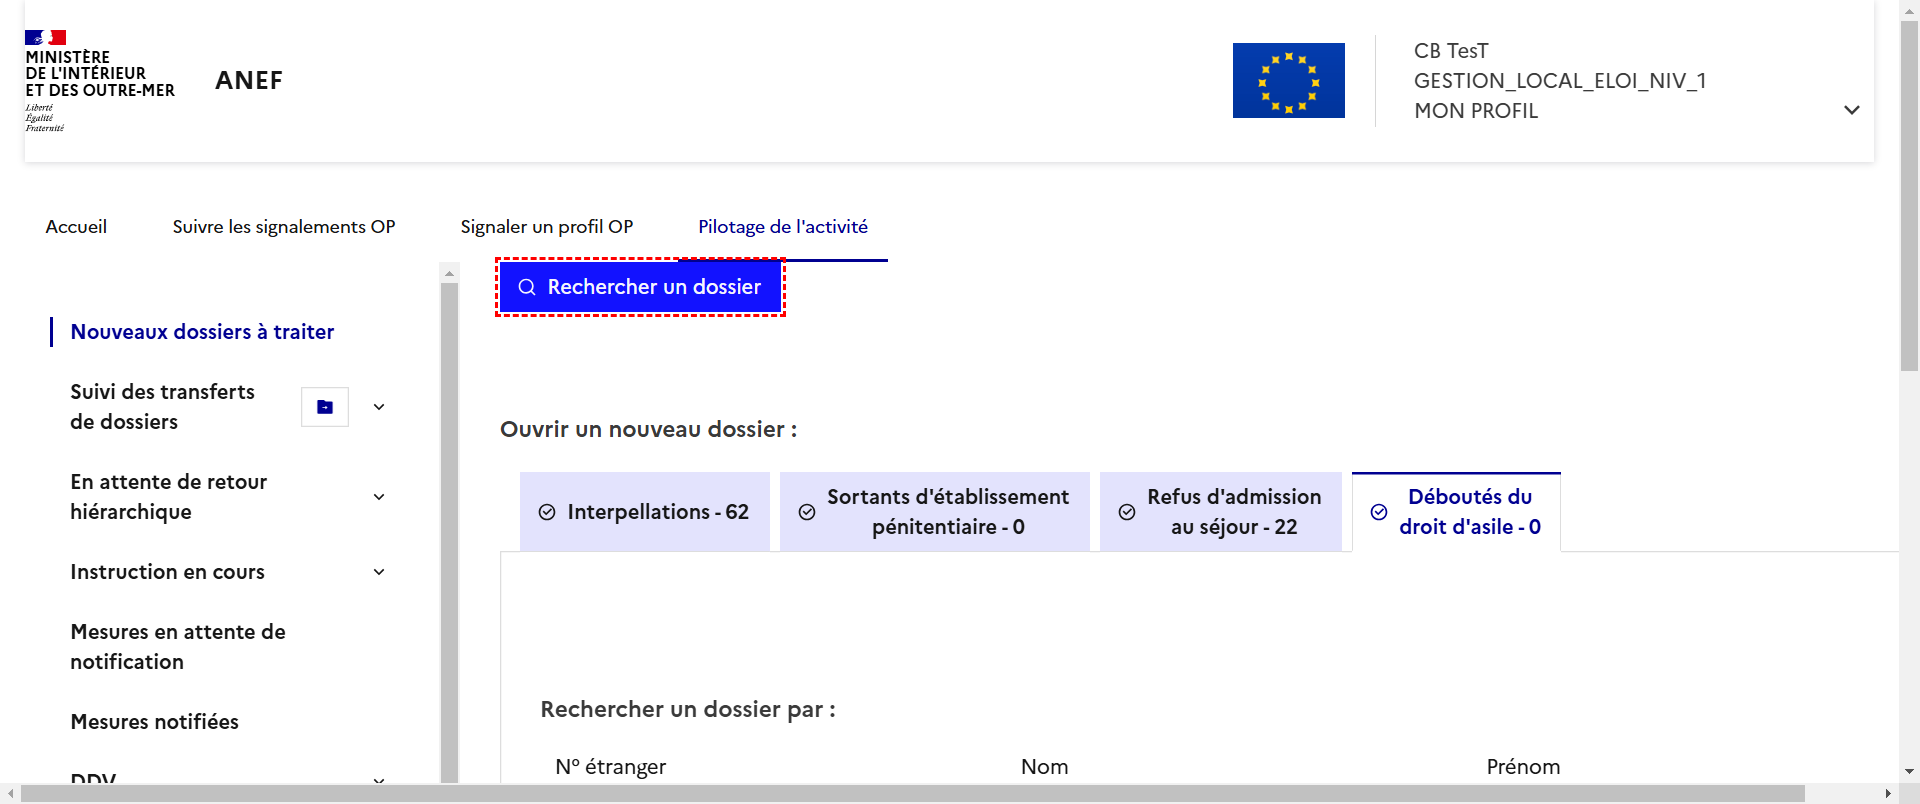 MINISTÈRE
DE L'INTÉRIEUR
ET DES OUTRE-MER
Liberté
Égalité
Fraternité
ANEF
CB TesT
GESTION_LOCAL_ELOI_NIV_1
MON PROFIL
Accueil
Suivre les signalements OP
Signaler un profil OP
Pilotage de l'activité
Rechercher un dossier
Nouveaux dossiers à traiter
Suivi des transferts
de dossiers
En attente de retour
hiérarchique
Instruction en cours
Mesures en attente de
notification
Mesures notifiées
DDV
Ouvrir un nouveau dossier :
Interpellations - 62
Sortants d'établissement
pénitentiaire - 0
Refus d'admission
au séjour - 22
Déboutés du
droit d'asile - 0
Rechercher un dossier par :
N° étranger
Nom
Prénom